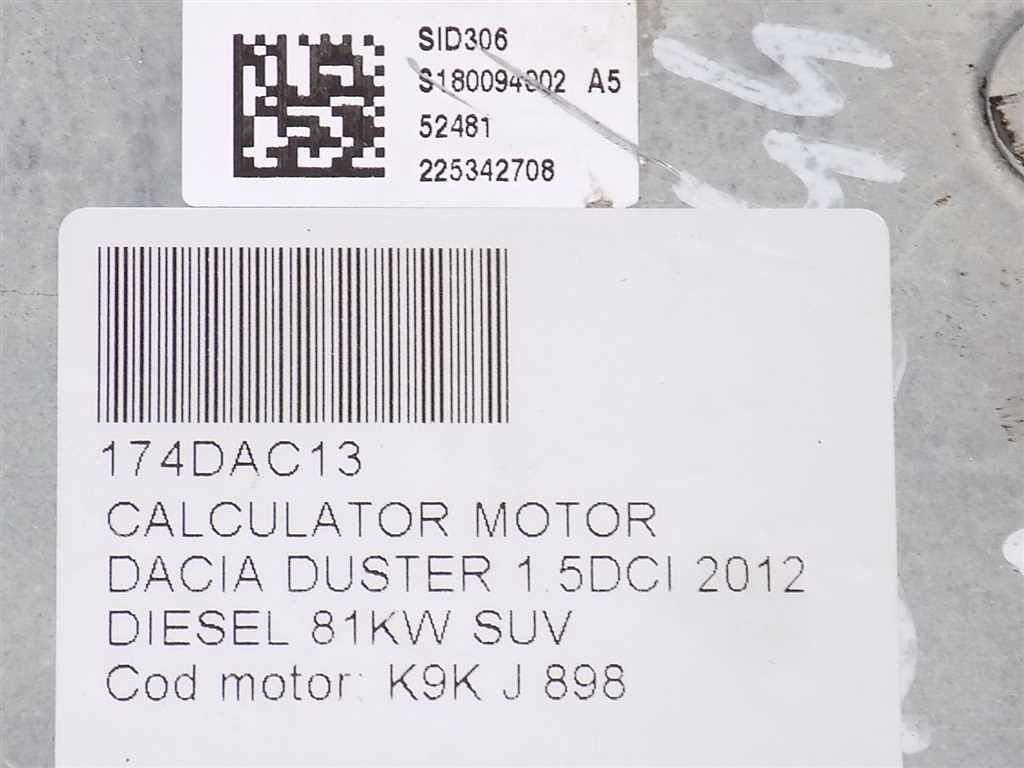 SID306
S180094302 A5
52481
225342708
174DAC13
CALCULATOR MOTOR
DACIA DUSTER 1.5DCI 2012
DIESEL 81KW SUV
Cod motor: K9K J 898